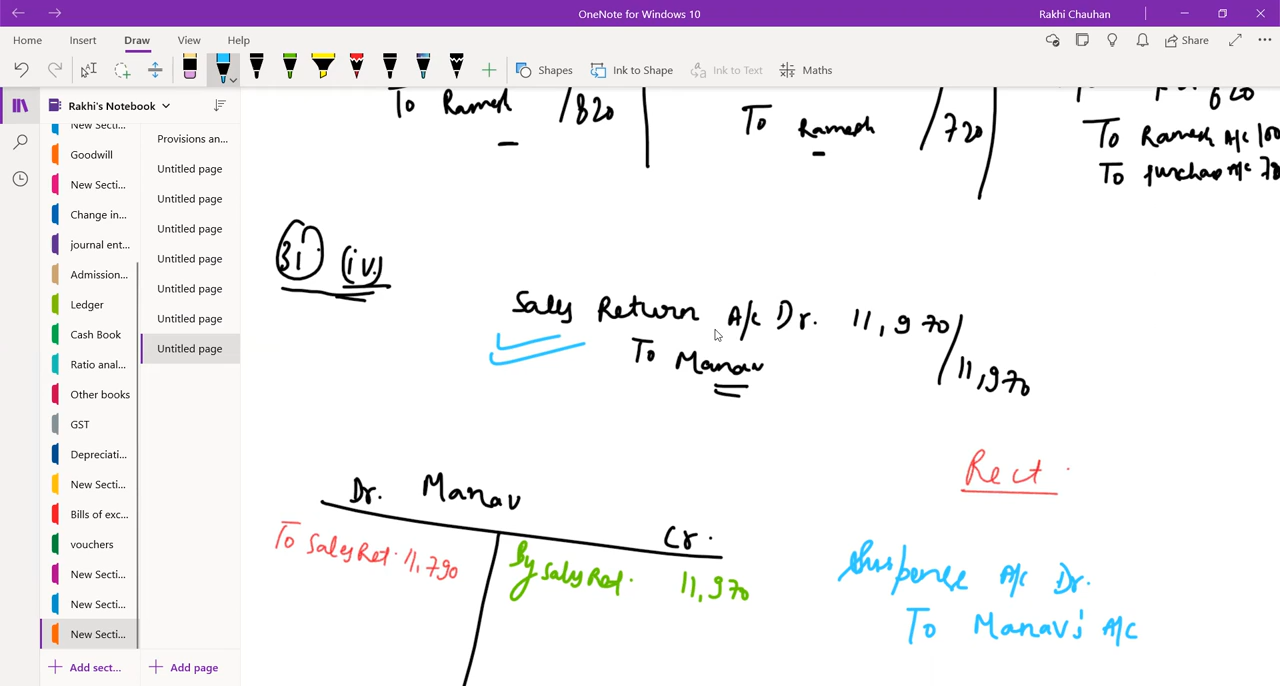 OneNote for Windows 10
Rakhi Chauhan
Home
Insert
Draw
View
Help
Share
Shapes
Ink to Shape
Ink to Text
Maths
Rakhi's Notebook
New Secti...
Goodwill
New Secti...
Change in...
journal ent...
Admission...
Ledger
Cash Book
Ratio anal...
Other books
GST
Depreciati...
New Secti...
Bills of exc...
vouchers
New Secti...
New Secti...
New Secti...
Add sect...
Provisions an...
Untitled page
Untitled page
Untitled page
Untitled page
Untitled page
Untitled page
Untitled page
Add page
To Ramesh /820
To Ramesh /720
To Ramesh A/c 100
To purchas A/c
31 (iv.)
Sales Return A/c Dr. 11,970/
To Manav 11,970
Rect.
Dr. Manav Cr.
To Sales Ret. 11,790
By Sales Ret. 11,970
Suspense A/c Dr.
To Manav's A/c